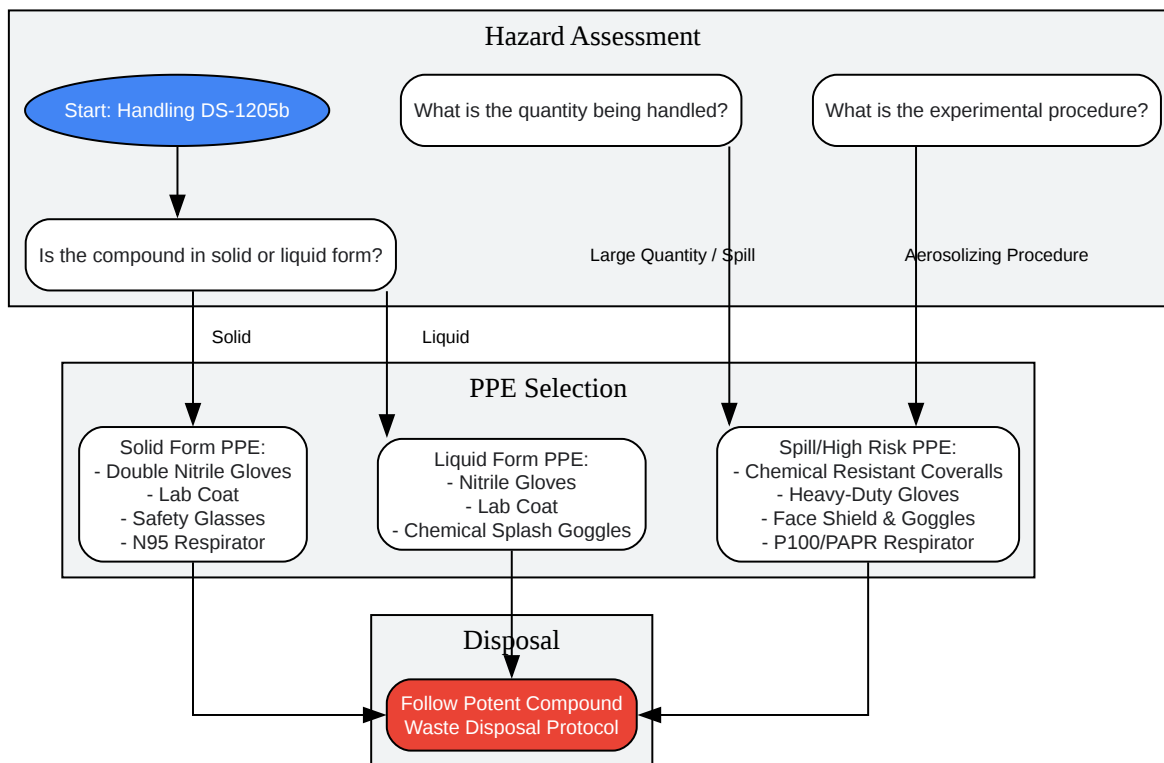 Hazard Assessment
Start: Handling DS-1205b
What is the quantity being handled?
What is the experimental procedure?
Is the compound in solid or liquid form?
Large Quantity / Spill
Aerosolizing Procedure
Solid
Liquid
PPE Selection
Solid Form PPE:
- Double Nitrile Gloves
- Lab Coat
- Safety Glasses
- N95 Respirator
Liquid Form PPE:
- Nitrile Gloves
- Lab Coat
- Chemical Splash Goggles
Spill/High Risk PPE:
- Chemical Resistant Coveralls
- Heavy-Duty Gloves
- Face Shield & Goggles
- P100/PAPR Respirator
Disposal
Follow Potent Compound
Waste Disposal Protocol